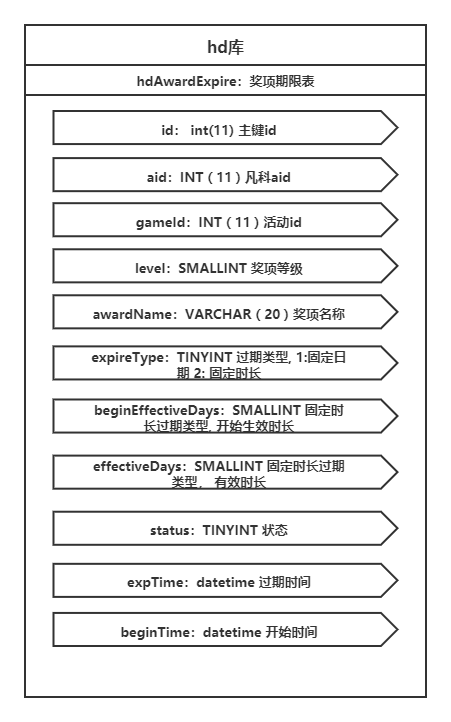 hd库
hdAwardExpire：奖项期限表
id： int(11) 主键id
aid：INT（11）凡科aid
gameId：INT（11）活动id
level：SMALLINT 奖项等级
awardName：VARCHAR（20）奖项名称
expireType：TINYINT 过期类型, 1:固定日
期 2: 固定时长
beginEffectiveDays：SMALLINT 固定时
长过期类型, 开始生效时长
effectiveDays：SMALLINT 固定时长过期
类型， 有效时长
status：TINYINT 状态
expTime：datetime 过期时间
beginTime：datetime 开始时间